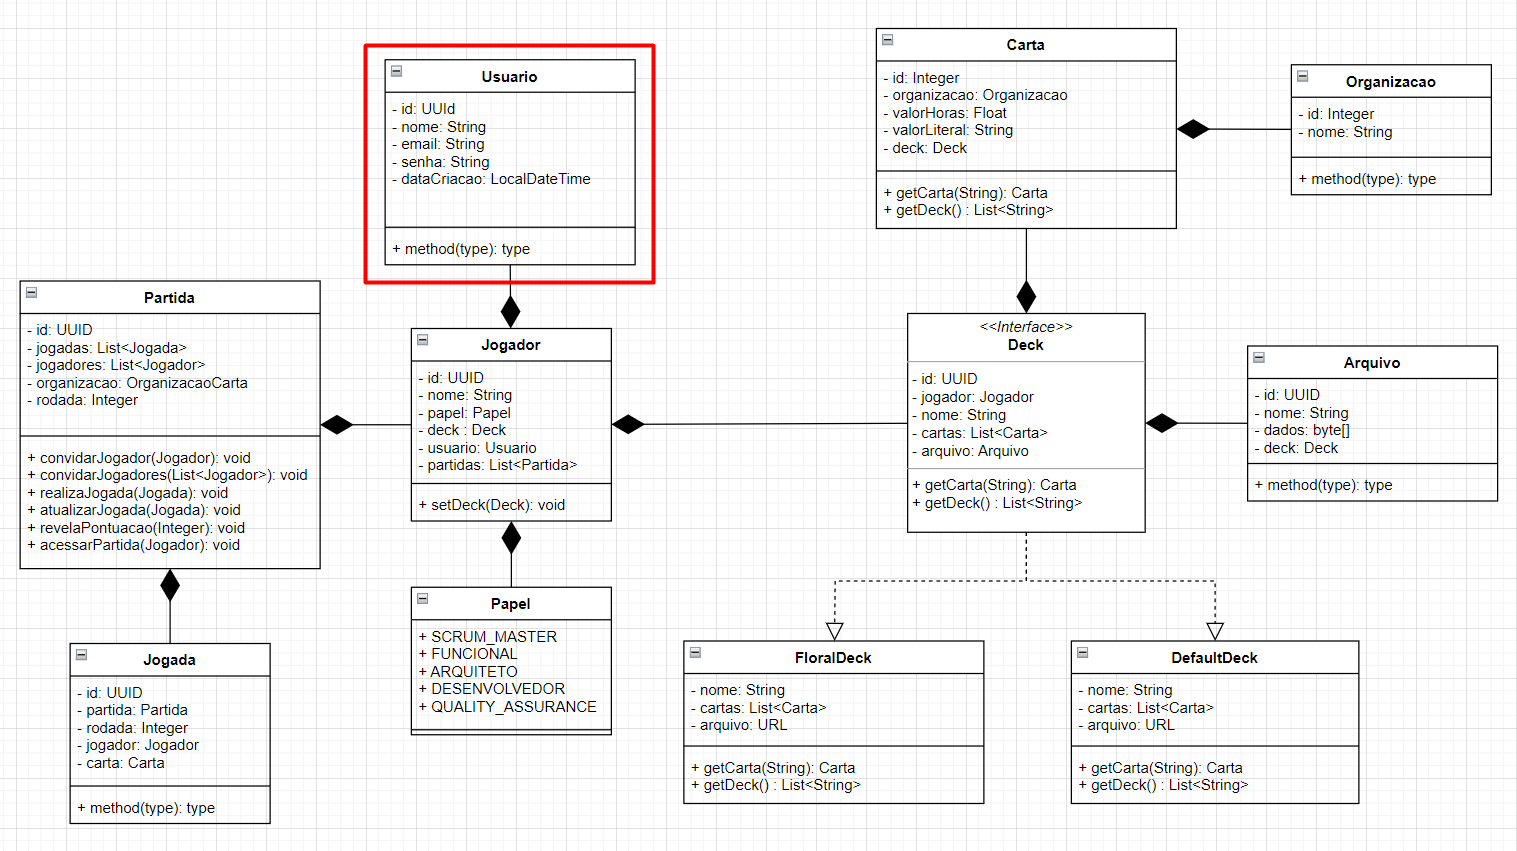 Usuario
- id: UUId
- nome: String
- email: String
- senha: String
- dataCriacao: LocalDateTime
+ method(type): type
Carta
- id: Integer
- organizacao: Organizacao
- valorHoras: Float
- valorLiteral: String
- deck: Deck
+ getCarta(String): Carta
+ getDeck() : List<String>
Organizacao
- id: Integer
- nome: String
+ method(type): type
Partida
- id: UUID
- jogadas: List<Jogada>
- jogadores: List<Jogador>
- organizacao: OrganizacaoCarta
- rodada: Integer
+ convidarJogador(Jogador): void
+ convidarJogadores(List<Jogador>): void
+ realizaJogada(Jogada): void
+ atualizarJogada(Jogada): void
+ revelaPontuacao(Integer): void
+ acessarPartida(Jogador): void
Jogador
- id: UUID
- nome: String
- papel: Papel
- deck : Deck
- usuario: Usuario
- partidas: List<Partida>
+ setDeck(Deck): void
<<Interface>>
Deck
- id: UUID
- jogador: Jogador
- nome: String
- cartas: List<Carta>
- arquivo: Arquivo
+ getCarta(String): Carta
+ getDeck() : List<String>
Arquivo
- id: UUID
- nome: String
- dados: byte[]
- deck: Deck
+ method(type): type
Jogada
- id: UUID
- partida: Partida
- rodada: Integer
- jogador: Jogador
- carta: Carta
+ method(type): type
Papel
+ SCRUM_MASTER
+ FUNCIONAL
+ ARQUITETO
+ DESENVOLVEDOR
+ QUALITY_ASSURANCE
FloralDeck
- nome: String
- cartas: List<Carta>
- arquivo: URL
+ getCarta(String): Carta
+ getDeck() : List<String>
DefaultDeck
- nome: String
- cartas: List<Carta>
- arquivo: URL
+ getCarta(String): Carta
+ getDeck() : List<String>